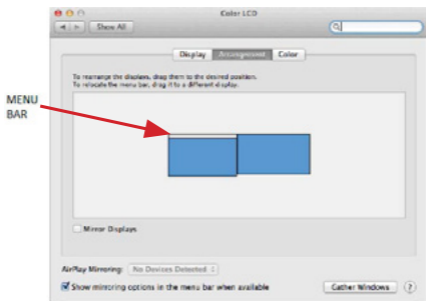 Color LCD
Show All
Display Arrangement Color
To rearrange the displays, drag them to the desired position.
To relocate the menu bar, drag it to a different display.
MENU
BAR
Mirror Displays
AirPlay Mirroring: No Devices Detected
Show mirroring options in the menu bar when available
Gather Windows ?